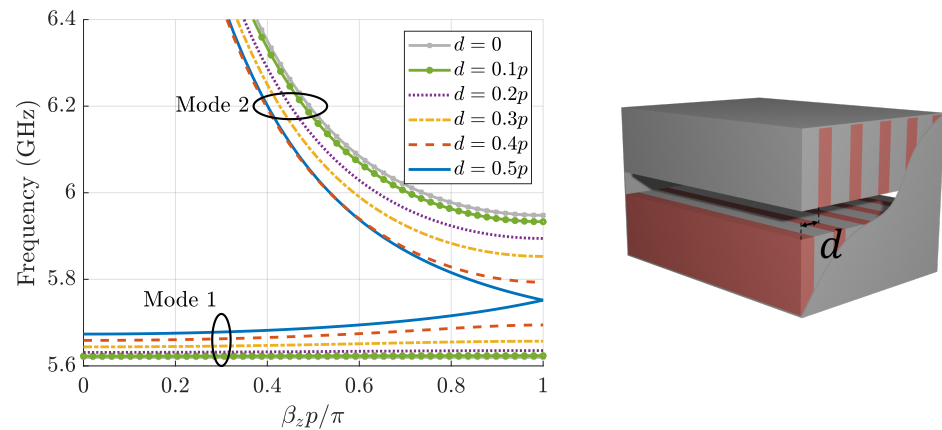 6.4
6.2
6
5.8
5.6
Frequency (GHz)
0
0.2
0.4
0.6
0.8
1
β_z p/π
Mode 2
Mode 1
d = 0
d = 0.1p
d = 0.2p
d = 0.3p
d = 0.4p
d = 0.5p
d